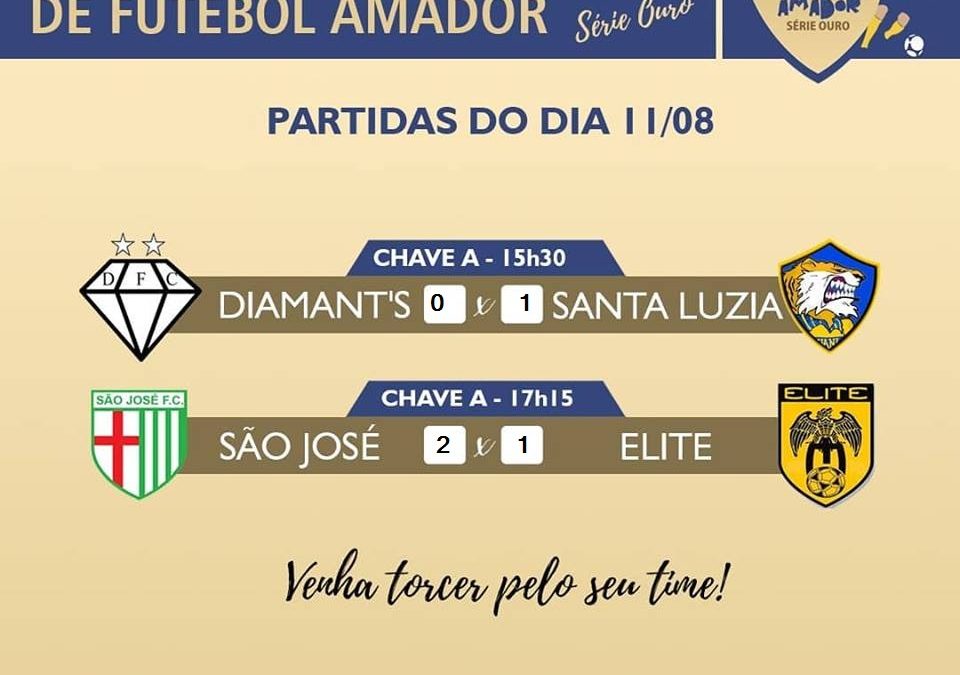 DE FUTEBOL AMADOR Série Ouro
AMADOR
SÉRIE OURO
PARTIDAS DO DIA 11/08
CHAVE A - 15h30
D F C
DIAMANT'S 0 x 1 SANTA LUZIA
CHAVE A - 17h15
SÃO JOSÉ F.C.
ELITE
SÃO JOSÉ 2 x 1 ELITE
Venha torcer pelo seu time!